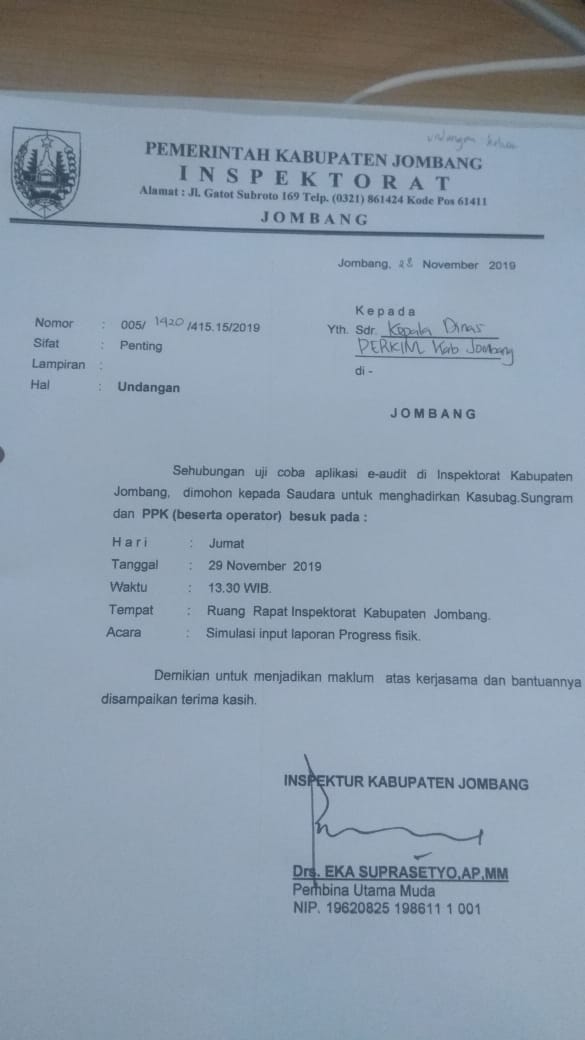 undangan
PEMERINTAH KABUPATEN JOMBANG
INSPEKTORAT
Alamat : Jl. Gatot Subroto 169 Telp. (0321) 861424 Kode Pos 61411
JOMBANG
Jombang, 28 November 2019
Kepada
Nomor : 005/ 1420 /415.15/2019
Yth. Sdr. Kepala Dinas
Sifat : Penting
PERKIM Kab Jombang
Lampiran :
di -
Hal : Undangan
JOMBANG
Sehubungan uji coba aplikasi e-audit di Inspektorat Kabupaten
Jombang, dimohon kepada Saudara untuk menghadirkan Kasubag.Sungram
dan PPK (beserta operator) besuk pada :
Hari : Jumat
Tanggal : 29 November 2019
Waktu : 13.30 WIB.
Tempat : Ruang Rapat Inspektorat Kabupaten Jombang.
Acara : Simulasi input laporan Progress fisik.
Demikian untuk menjadikan maklum atas kerjasama dan bantuannya
disampaikan terima kasih.
INSPEKTUR KABUPATEN JOMBANG
Drs. EKA SUPRASETYO,AP,MM
Pembina Utama Muda
NIP. 19620825 198611 1 001